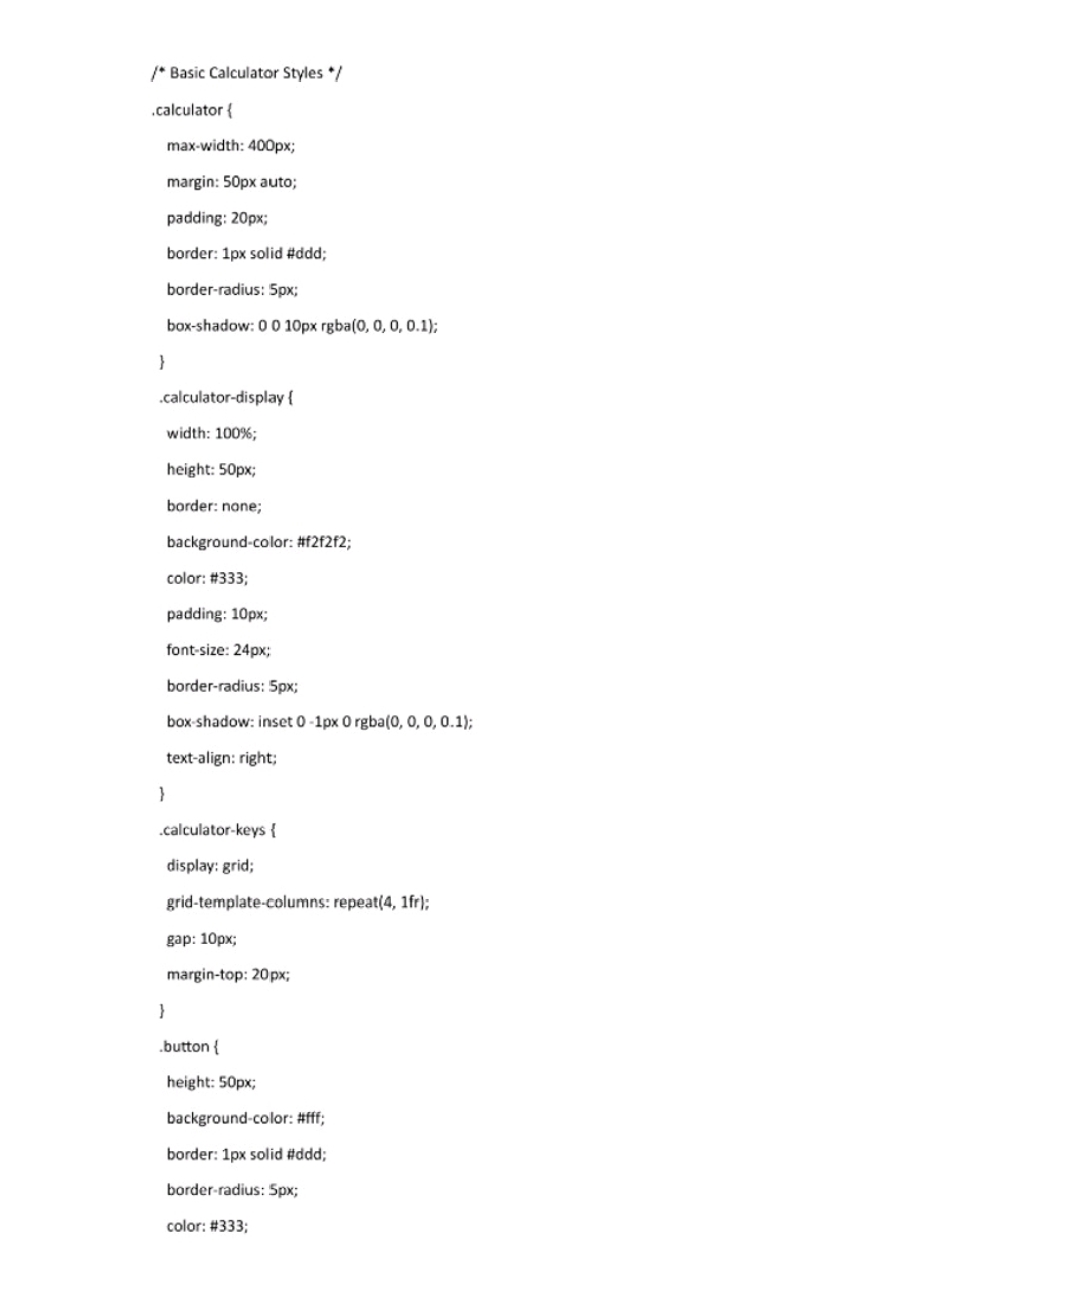 /* Basic Calculator Styles */
.calculator {
max-width: 400px;
margin: 50px auto;
padding: 20px;
border: 1px solid #ddd;
border-radius: 5px;
box-shadow: 0 0 10px rgba(0, 0, 0, 0.1);
}
.calculator-display {
width: 100%;
height: 50px;
border: none;
background-color: #f2f2f2;
color: #333;
padding: 10px;
font-size: 24px;
border-radius: 5px;
box-shadow: inset 0 -1px 0 rgba(0, 0, 0, 0.1);
text-align: right;
}
.calculator-keys {
display: grid;
grid-template-columns: repeat(4, 1fr);
gap: 10px;
margin-top: 20px;
}
.button {
height: 50px;
background-color: #fff;
border: 1px solid #ddd;
border-radius: 5px;
color: #333;